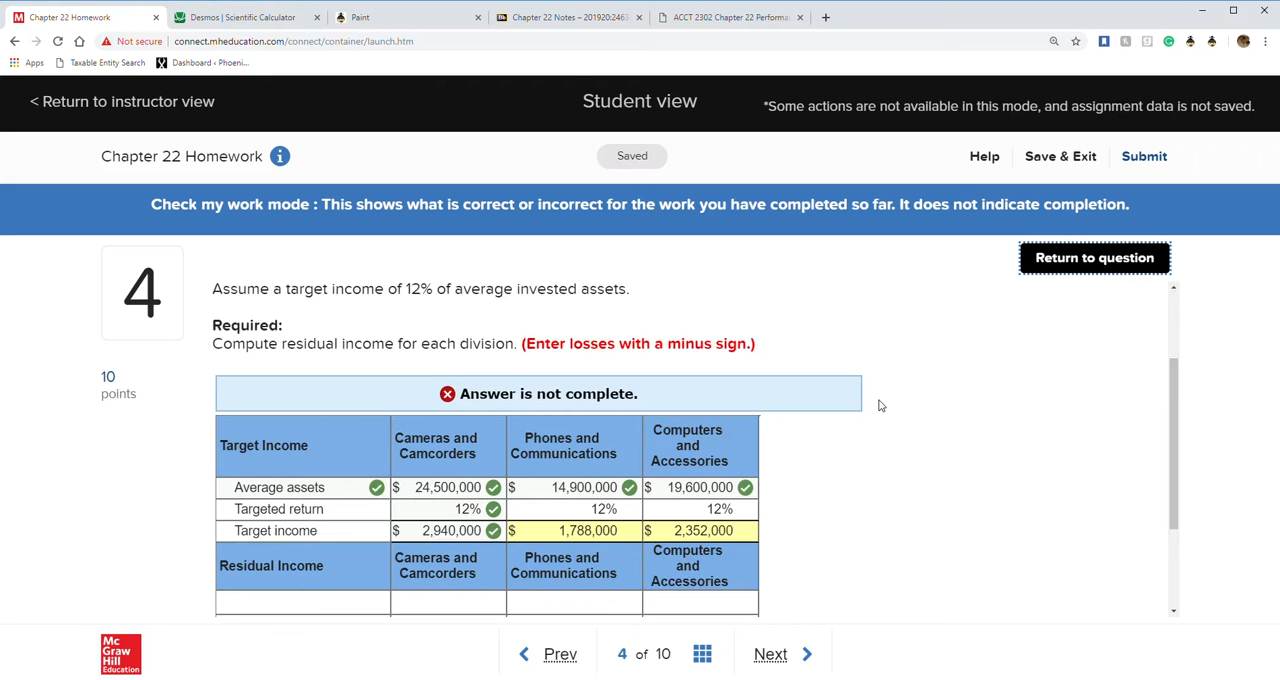 Chapter 22 Homework
Desmos | Scientific Calculator
Paint
Chapter 22 Notes – 201920:2463
ACCT 2302 Chapter 22 Performa
Not secure | connect.mheducation.com/connect/container/launch.htm
Apps
Taxable Entity Search
Dashboard ‹ Phoeni...
< Return to instructor view
Student view
*Some actions are not available in this mode, and assignment data is not saved.
Chapter 22 Homework i
Saved
Help
Save & Exit
Submit
Check my work mode : This shows what is correct or incorrect for the work you have completed so far. It does not indicate completion.
Return to question
4
10
points
Assume a target income of 12% of average invested assets.
Required:
Compute residual income for each division. (Enter losses with a minus sign.)
Answer is not complete.
Target Income
Cameras and
Camcorders
Phones and
Communications
Computers
and
Accessories
Average assets $ 24,500,000 $ 14,900,000 $ 19,600,000
Targeted return 12% 12% 12%
Target income $ 2,940,000 $ 1,788,000 $ 2,352,000
Residual Income
Cameras and
Camcorders
Phones and
Communications
Computers
and
Accessories
Mc
Graw
Hill
Education
Prev
4 of 10
Next